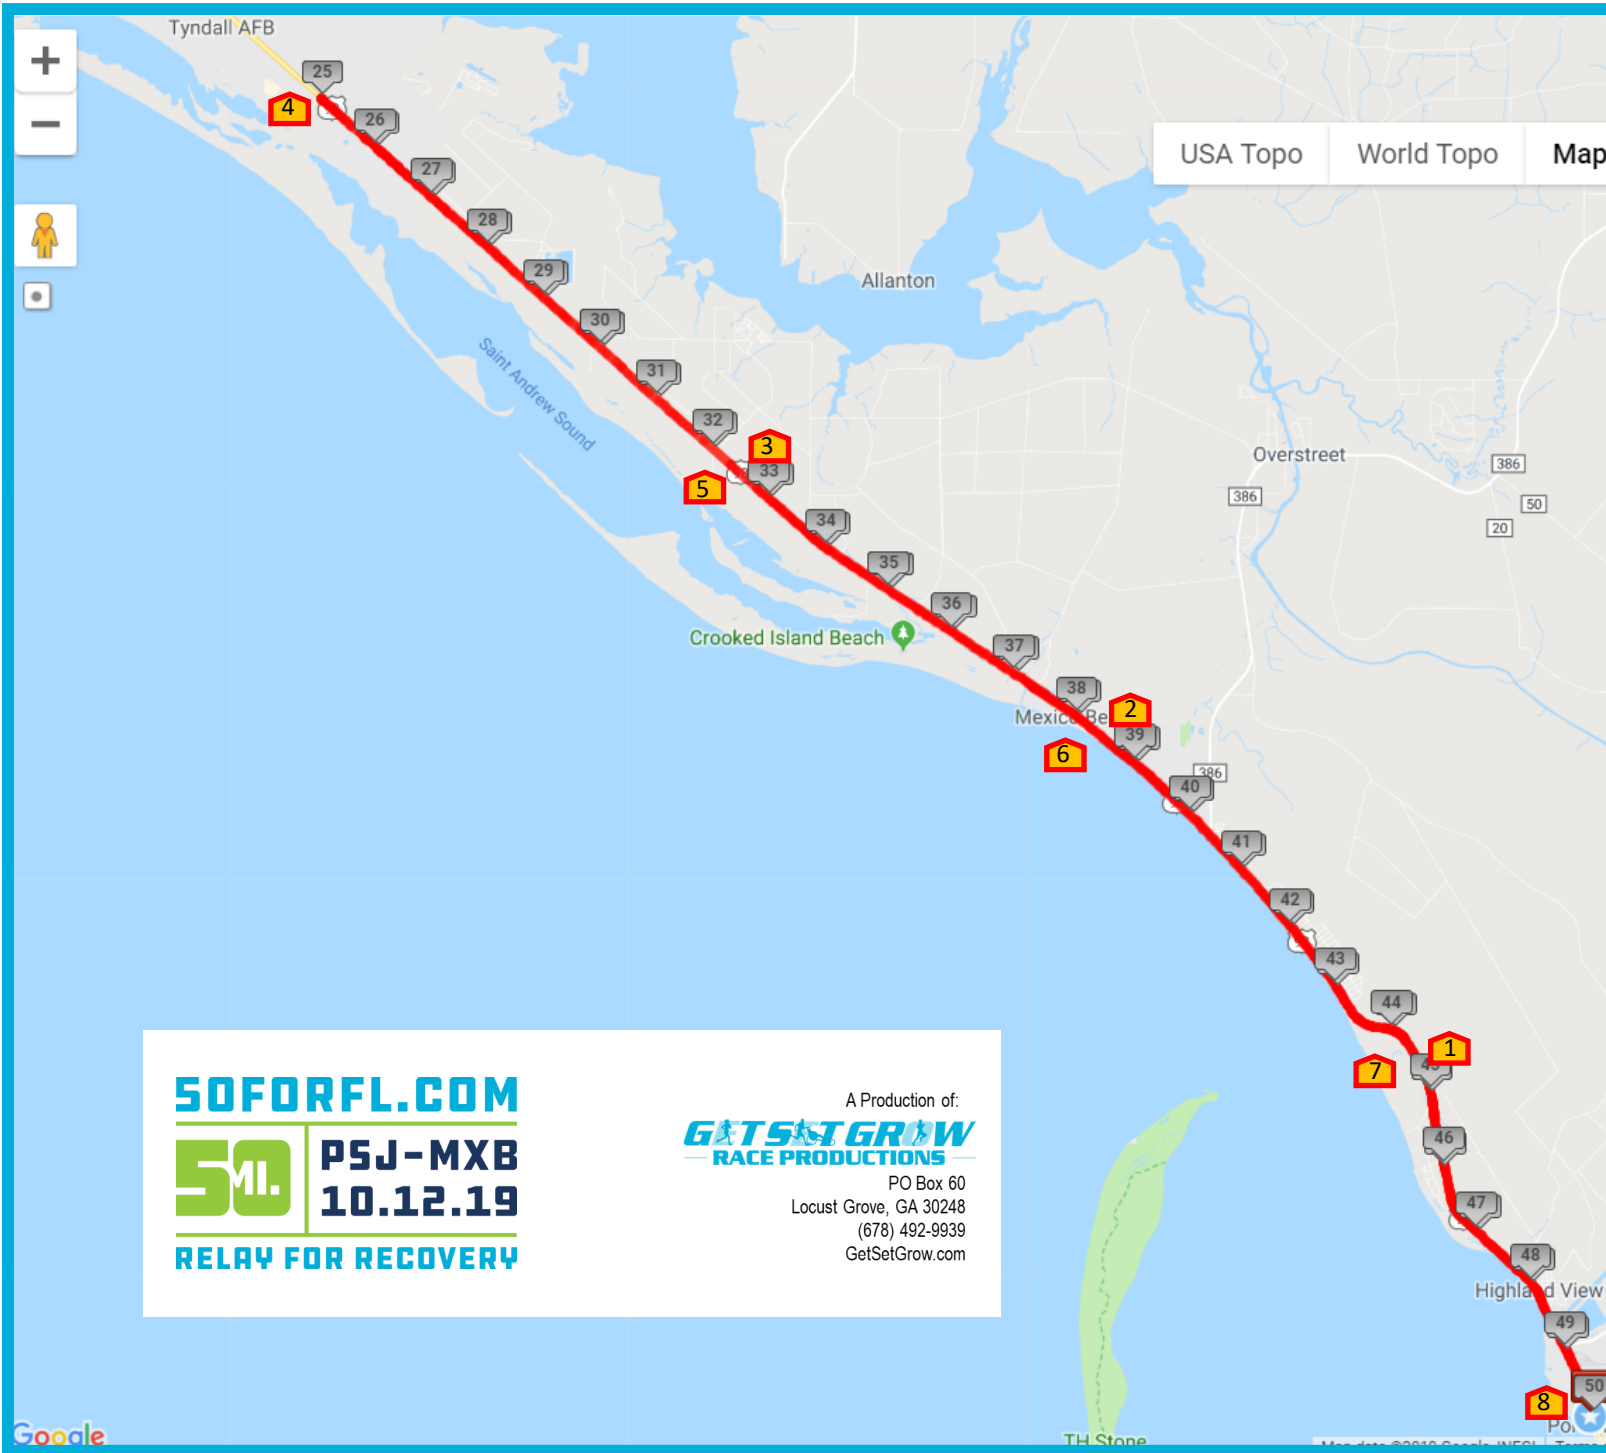 Tyndall AFB
25
4
26
27
USA Topo
World Topo
Map
28
29
Allanton
30
Saint Andrew Sound
31
32
3
33
5
Overstreet
386
386
50
20
34
35
36
Crooked Island Beach
37
38
Mexico Be
2
39
6
386
40
41
42
43
44
1
7
46
47
48
Highland View
49
50
8
50FORFL.COM
50 MI.
PSJ-MXB
10.12.19
RELAY FOR RECOVERY
A Production of:
GET SET GROW
RACE PRODUCTIONS
PO Box 60
Locust Grove, GA 30248
(678) 492-9939
GetSetGrow.com
TH Stone
Google